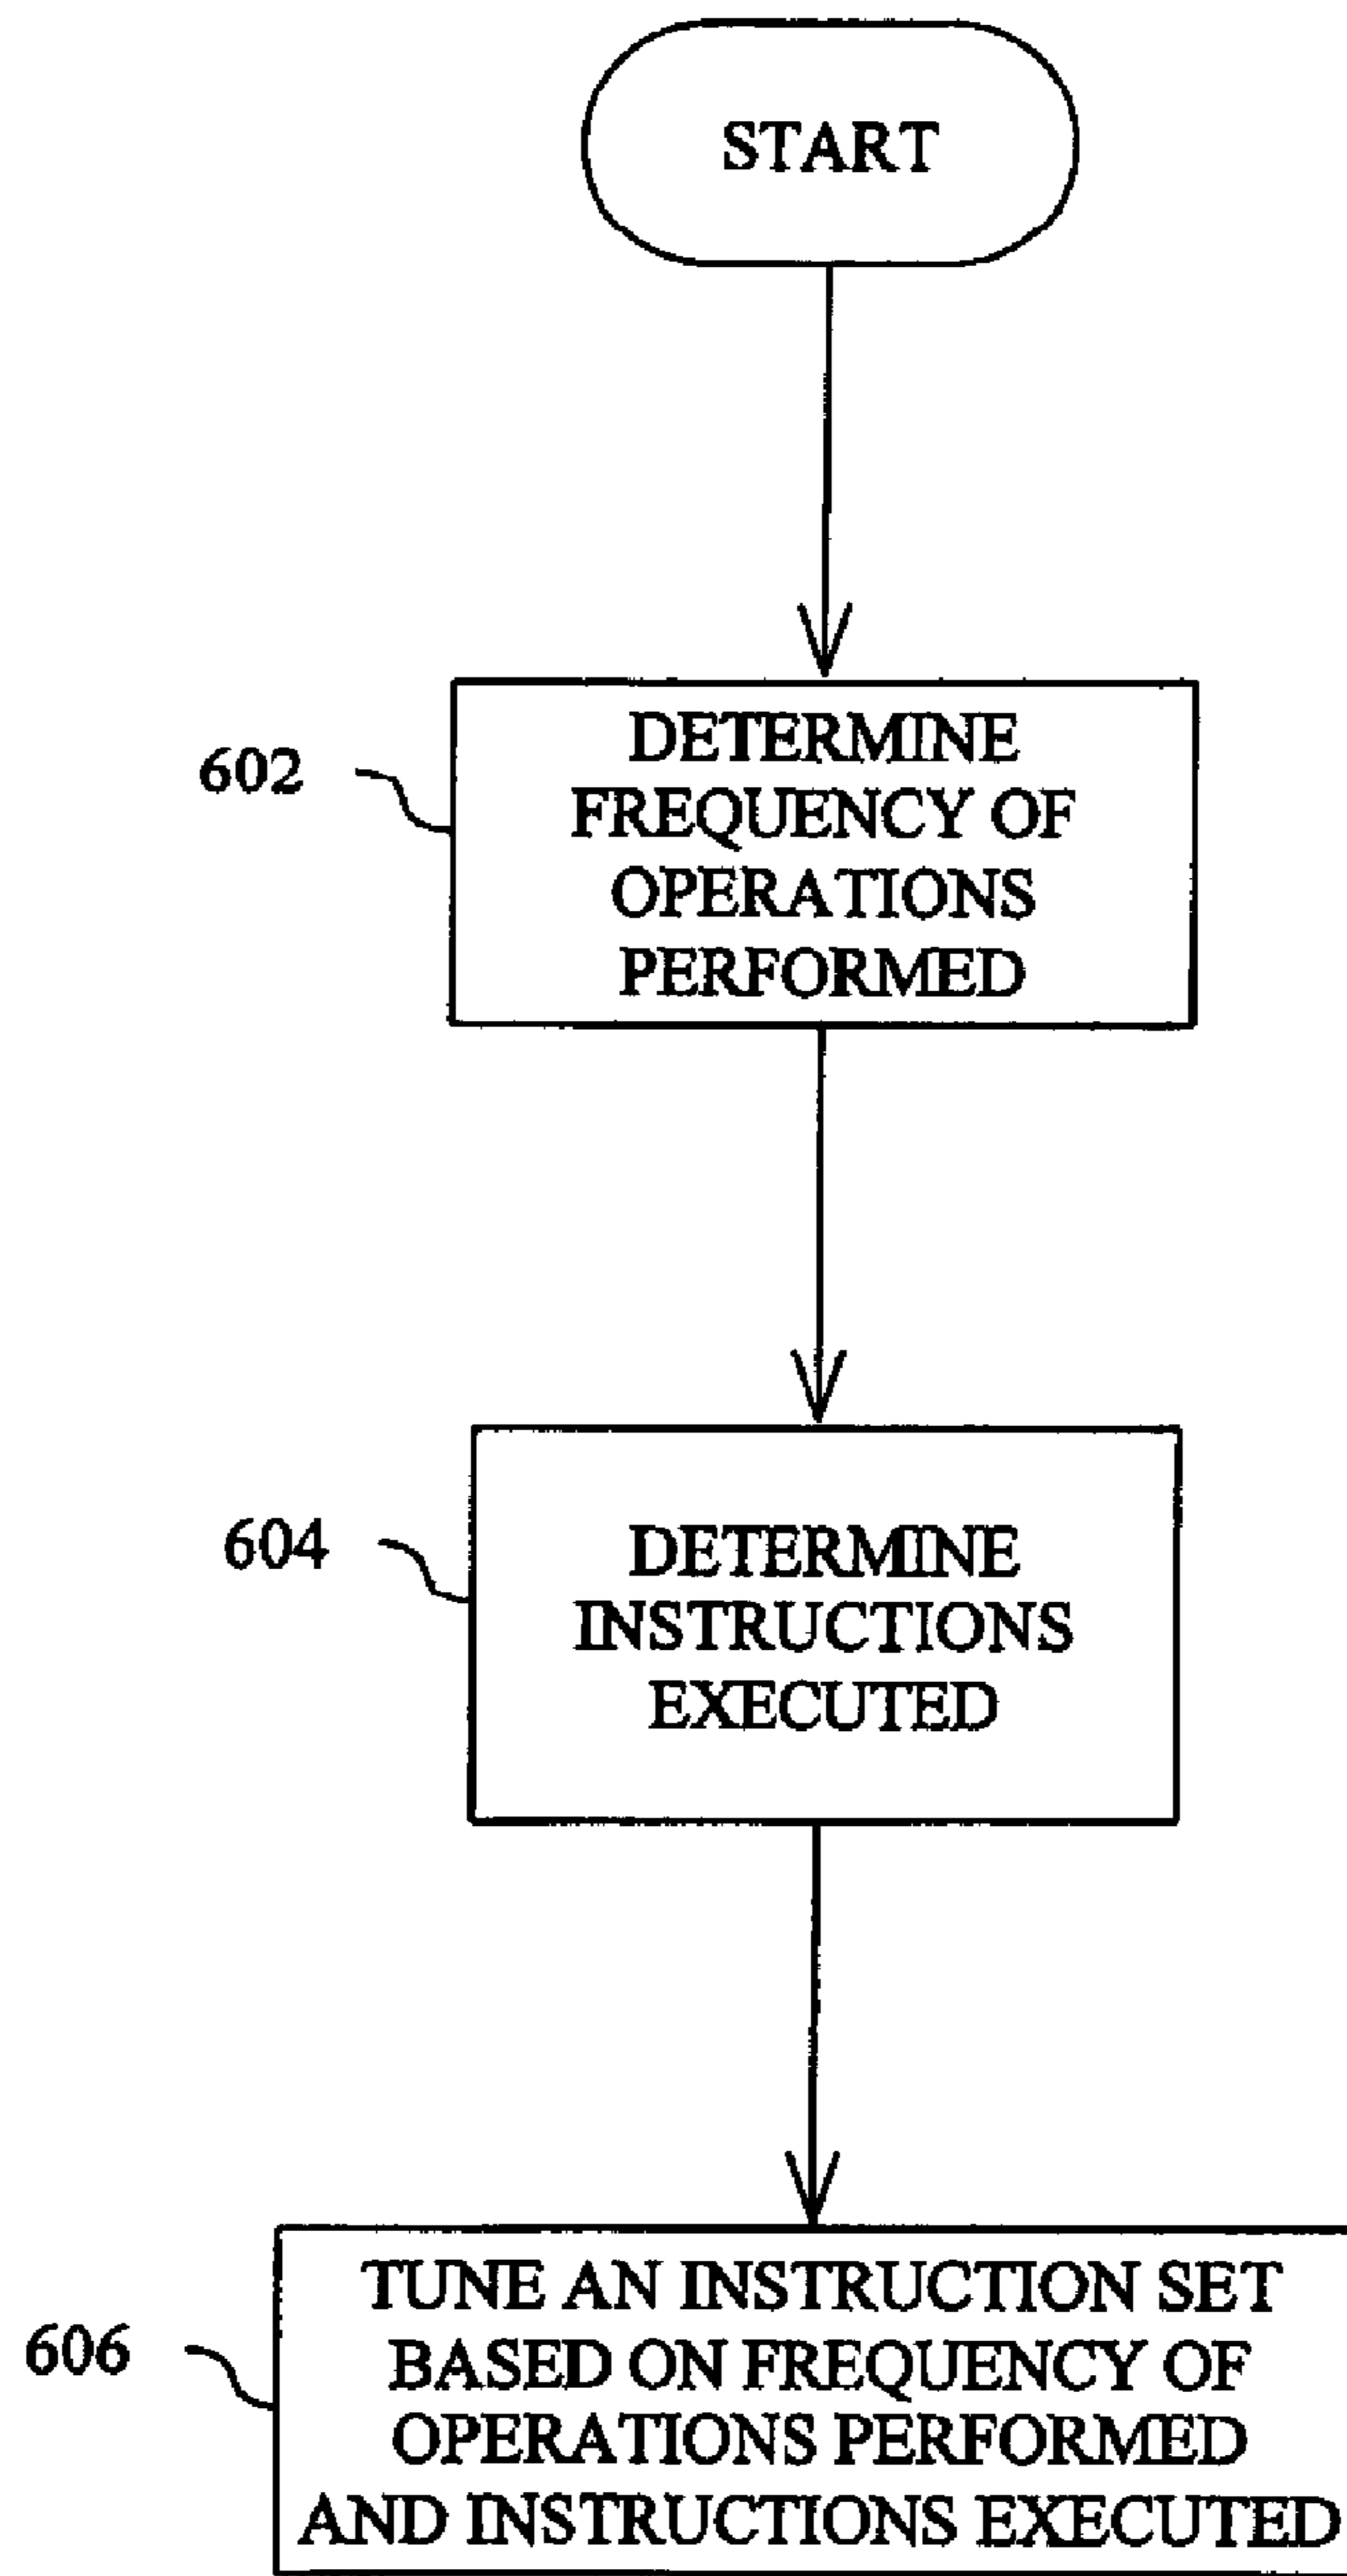 START
602
DETERMINE
FREQUENCY OF
OPERATIONS
PERFORMED
604
DETERMINE
INSTRUCTIONS
EXECUTED
606
TUNE AN INSTRUCTION SET
BASED ON FREQUENCY OF
OPERATIONS PERFORMED
AND INSTRUCTIONS EXECUTED